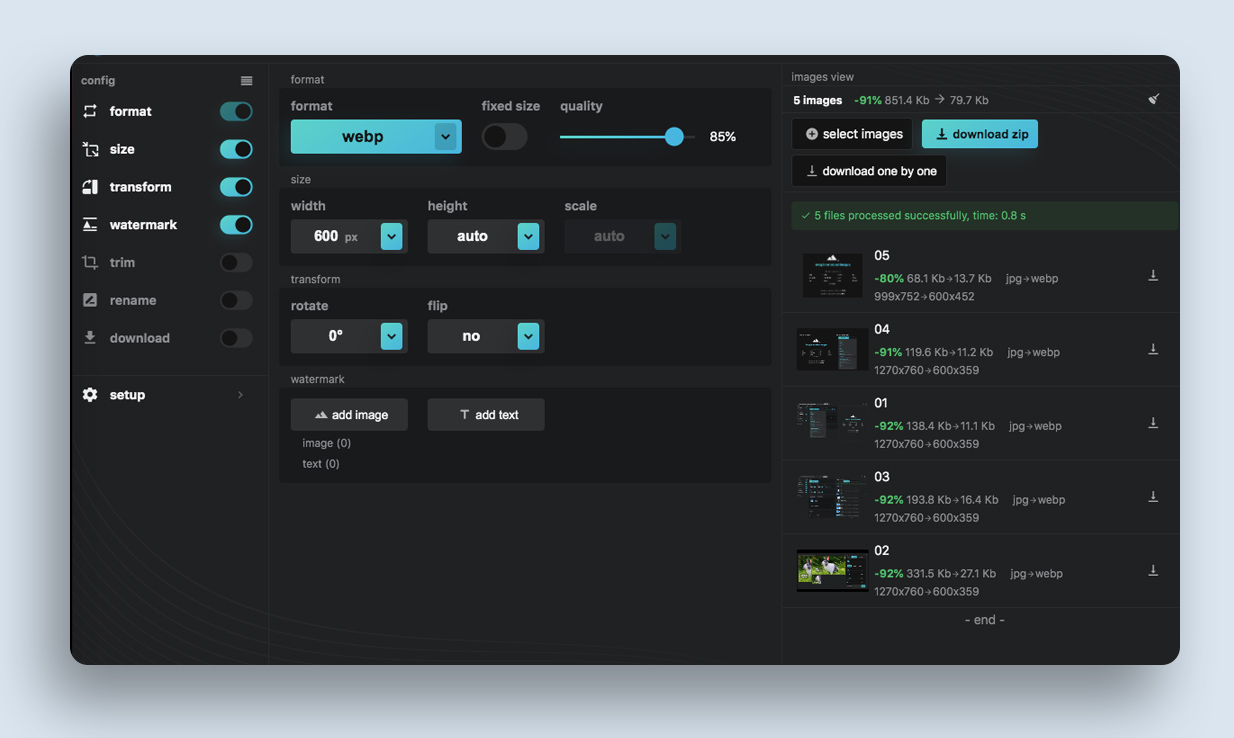 config
format
size
transform
watermark
trim
rename
download
setup
format
format
fixed size
quality
webp
85%
size
width
height
scale
600 px
auto
auto
transform
rotate
flip
0°
no
watermark
add image
add text
image (0)
text (0)
images view
5 images -91% 851.4 Kb → 79.7 Kb
select images
download zip
download one by one
✓ 5 files processed successfully, time: 0.8 s
05
-80% 68.1 Kb→13.7 Kb jpg→webp
999x752→600x452
04
-91% 119.6 Kb→11.2 Kb jpg→webp
1270x760→600x359
01
-92% 138.4 Kb→11.1 Kb jpg→webp
1270x760→600x359
03
-92% 193.8 Kb→16.4 Kb jpg→webp
1270x760→600x359
02
-92% 331.5 Kb→27.1 Kb jpg→webp
1270x760→600x359
- end -